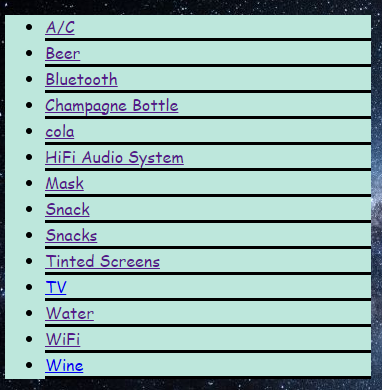 A/C
Beer
Bluetooth
Champagne Bottle
cola
HiFi Audio System
Mask
Snack
Snacks
Tinted Screens
TV
Water
WiFi
Wine